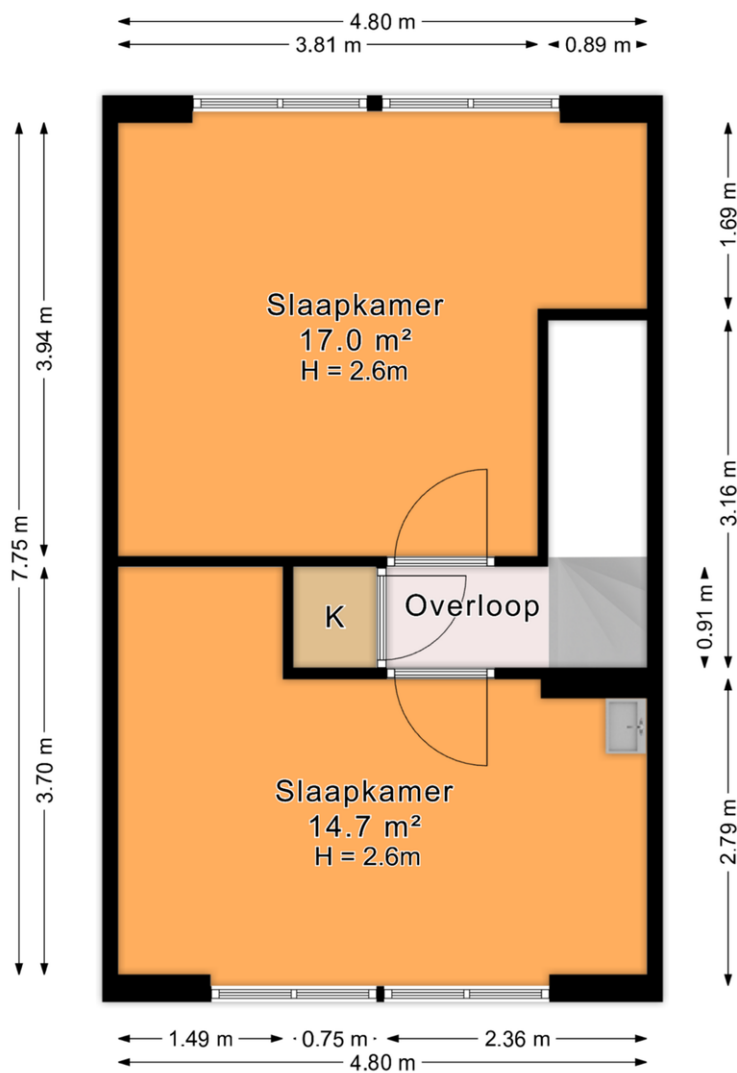 4.80 m
3.81 m
0.89 m
1.69 m
3.94 m
Slaapkamer
17.0 m²
H = 2.6m
3.16 m
7.75 m
0.91 m
K
Overloop
3.70 m
Slaapkamer
14.7 m²
H = 2.6m
2.79 m
1.49 m
0.75 m
2.36 m
4.80 m